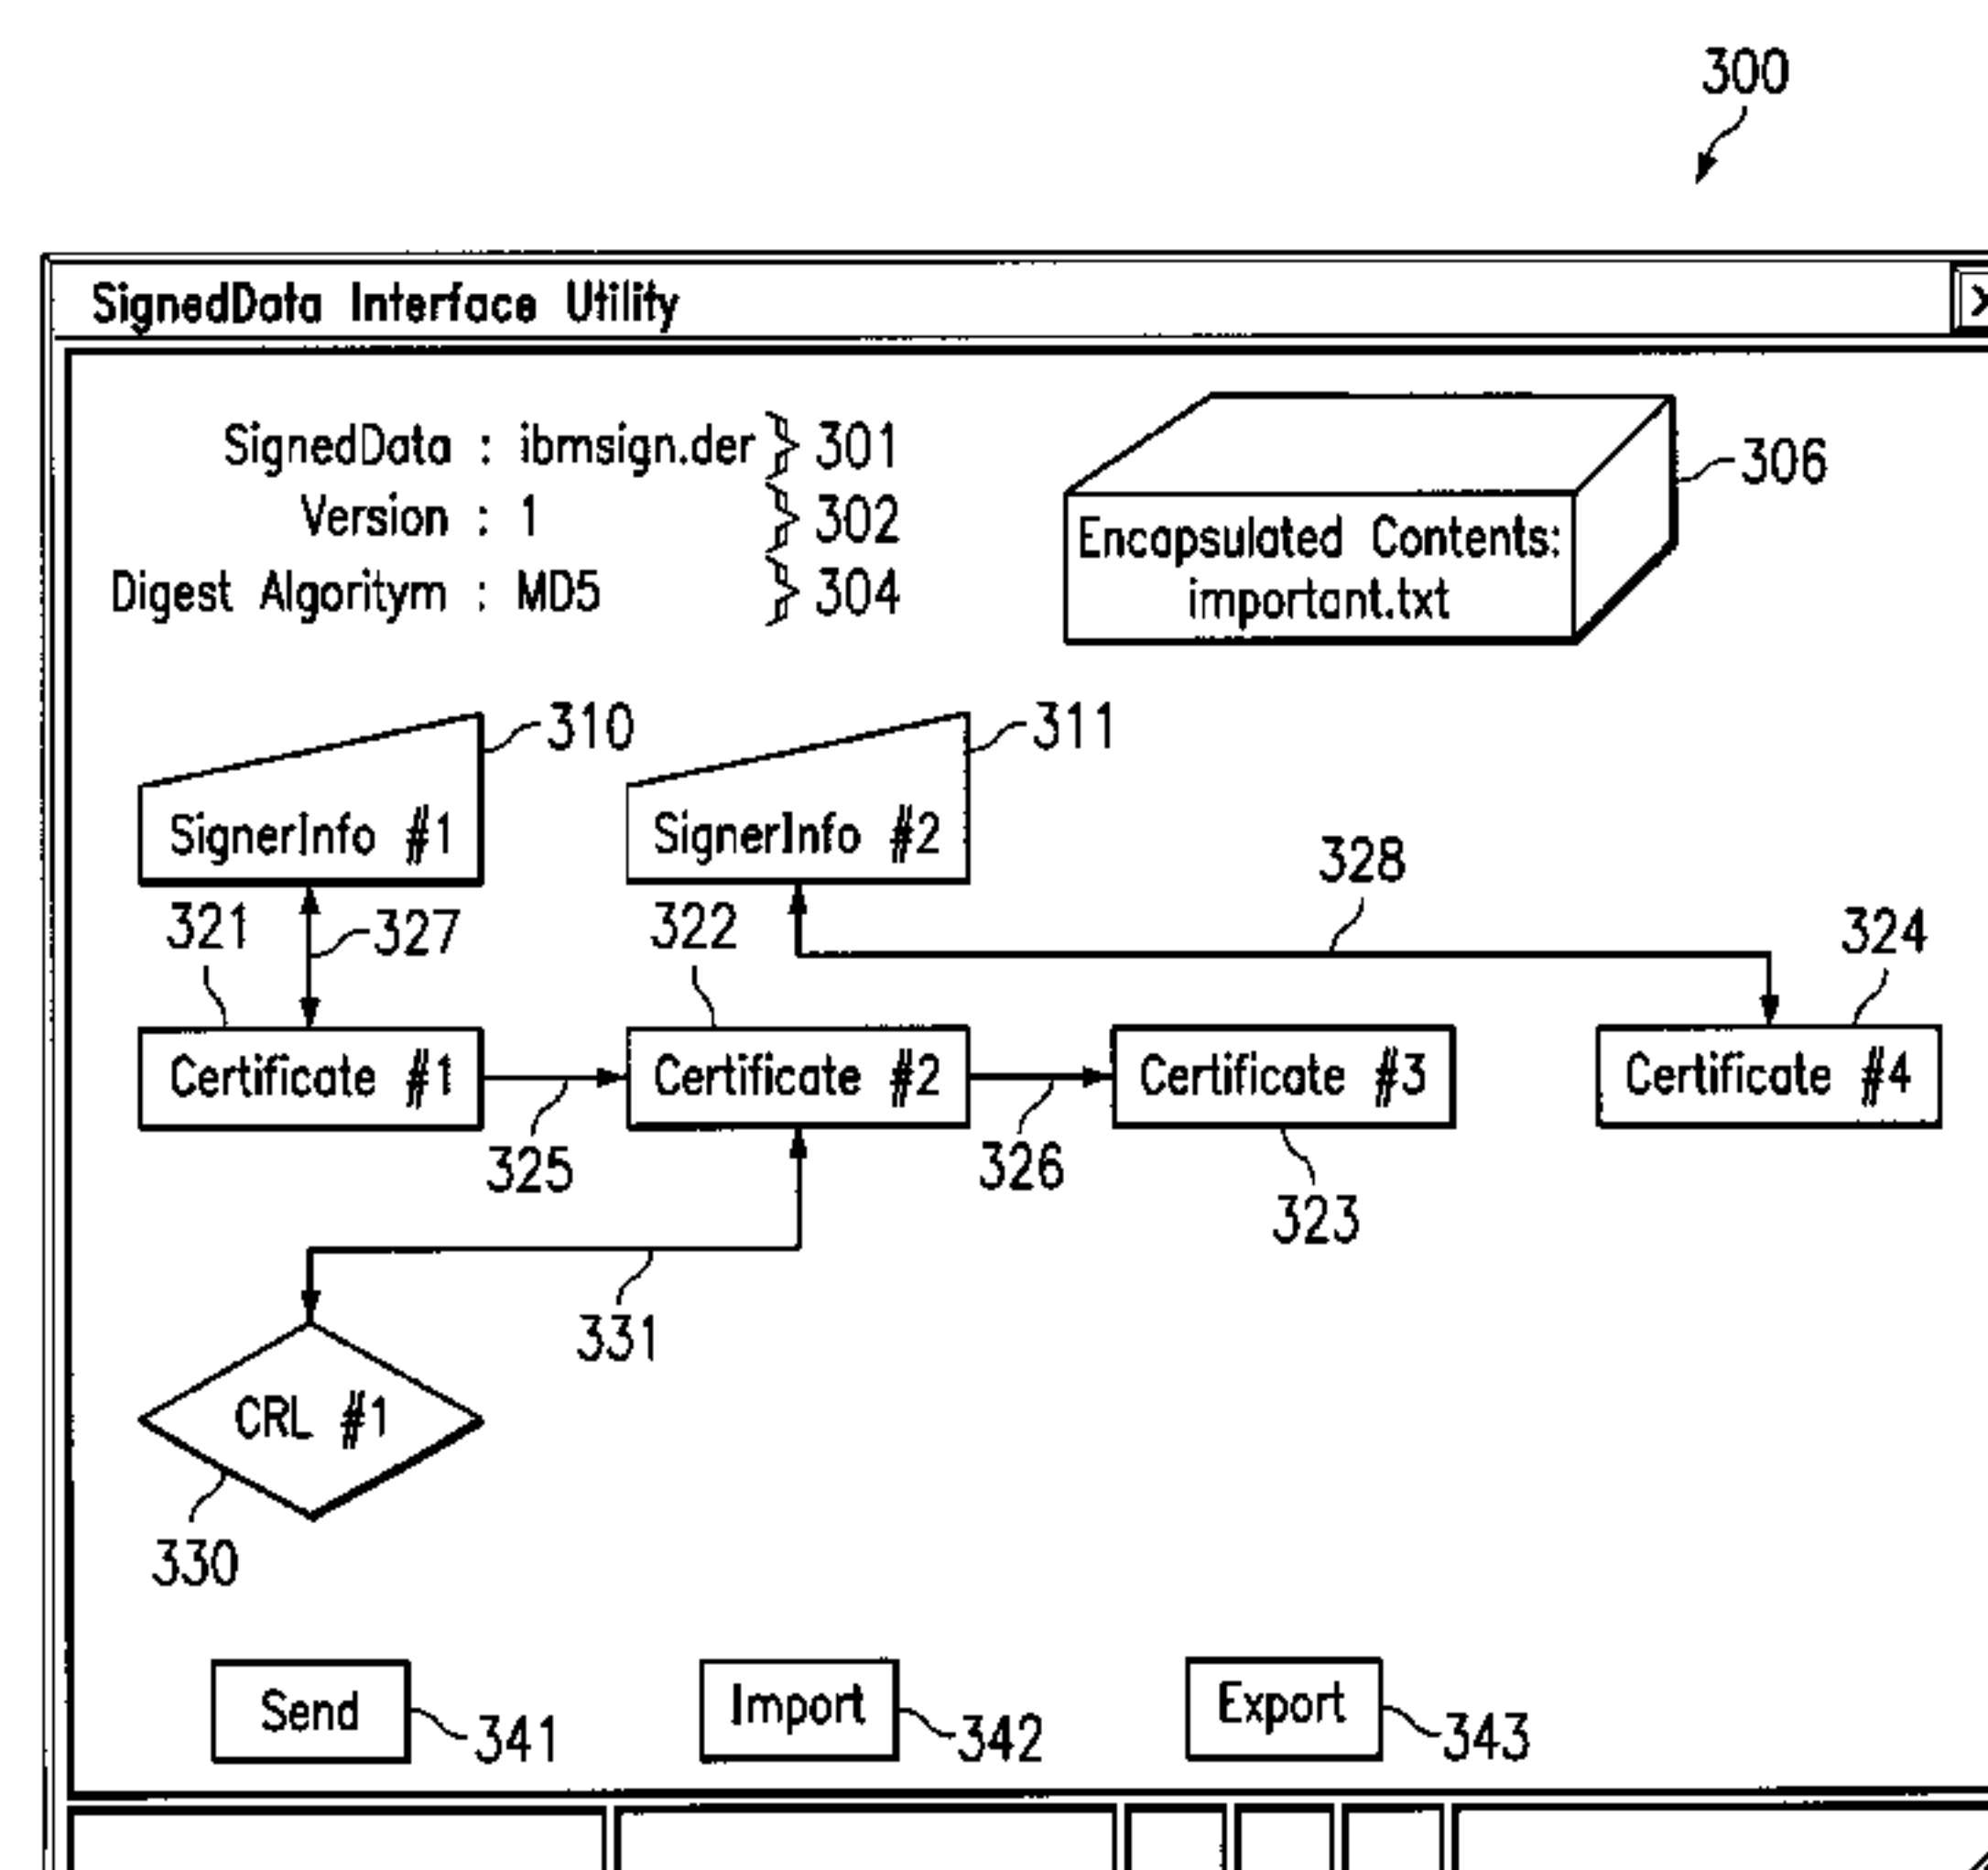 300
SignedData Interface Utility
X
SignedData : ibmsign.der 301
Version : 1 302
Digest Algoritym : MD5 304
Encapsulated Contents:
important.txt
306
310
311
SignerInfo #1
SignerInfo #2
328
321
327
322
324
Certificate #1
Certificate #2
Certificate #3
Certificate #4
325
326
323
331
CRL #1
330
Send
341
Import
342
Export
343